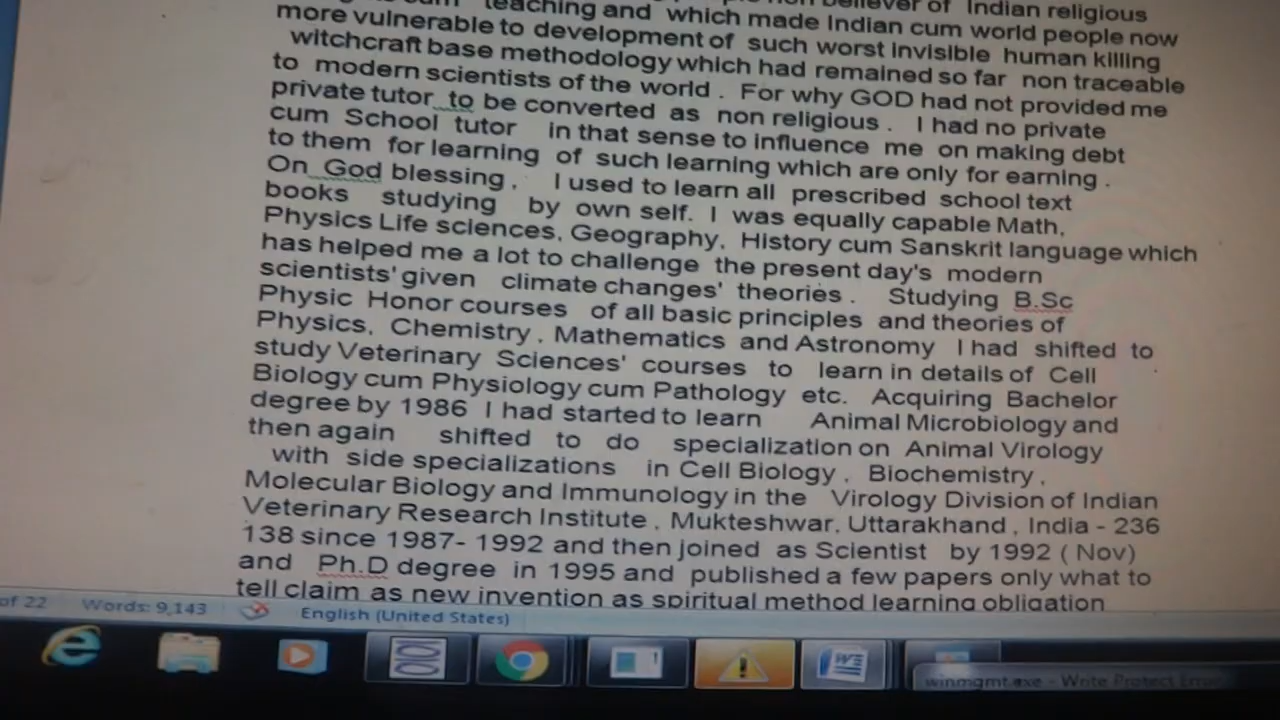 teaching and which made Indian cum world people now
believer of Indian religious
more vulnerable to development of such worst invisible human killing
witchcraft base methodology which had remained so far non traceable
to modern scientists of the world . For why GOD had not provided me
private tutor to be converted as non religious . I had no private
cum School tutor in that sense to influence me on making debt
to them for learning of such learning which are only for earning .
On God blessing , I used to learn all prescribed school text
books studying by own self. I was equally capable Math,
Physics Life sciences, Geography, History cum Sanskrit language which
has helped me a lot to challenge the present day's modern
scientists' given climate changes' theories . Studying B.Sc
Physic Honor courses of all basic principles and theories of
Physics, Chemistry , Mathematics and Astronomy I had shifted to
study Veterinary Sciences' courses to learn in details of Cell
Biology cum Physiology cum Pathology etc. Acquiring Bachelor
degree by 1986 I had started to learn Animal Microbiology and
then again shifted to do specialization on Animal Virology
with side specializations in Cell Biology , Biochemistry ,
Molecular Biology and Immunology in the Virology Division of Indian
Veterinary Research Institute , Mukteshwar, Uttarakhand , India - 236
138 since 1987- 1992 and then joined as Scientist by 1992 ( Nov)
and Ph.D degree in 1995 and published a few papers only what to
tell claim as new invention as spiritual method learning obligation
of 22 Words: 9,143 English (United States)
winmgmt.exe - Write Protect Error